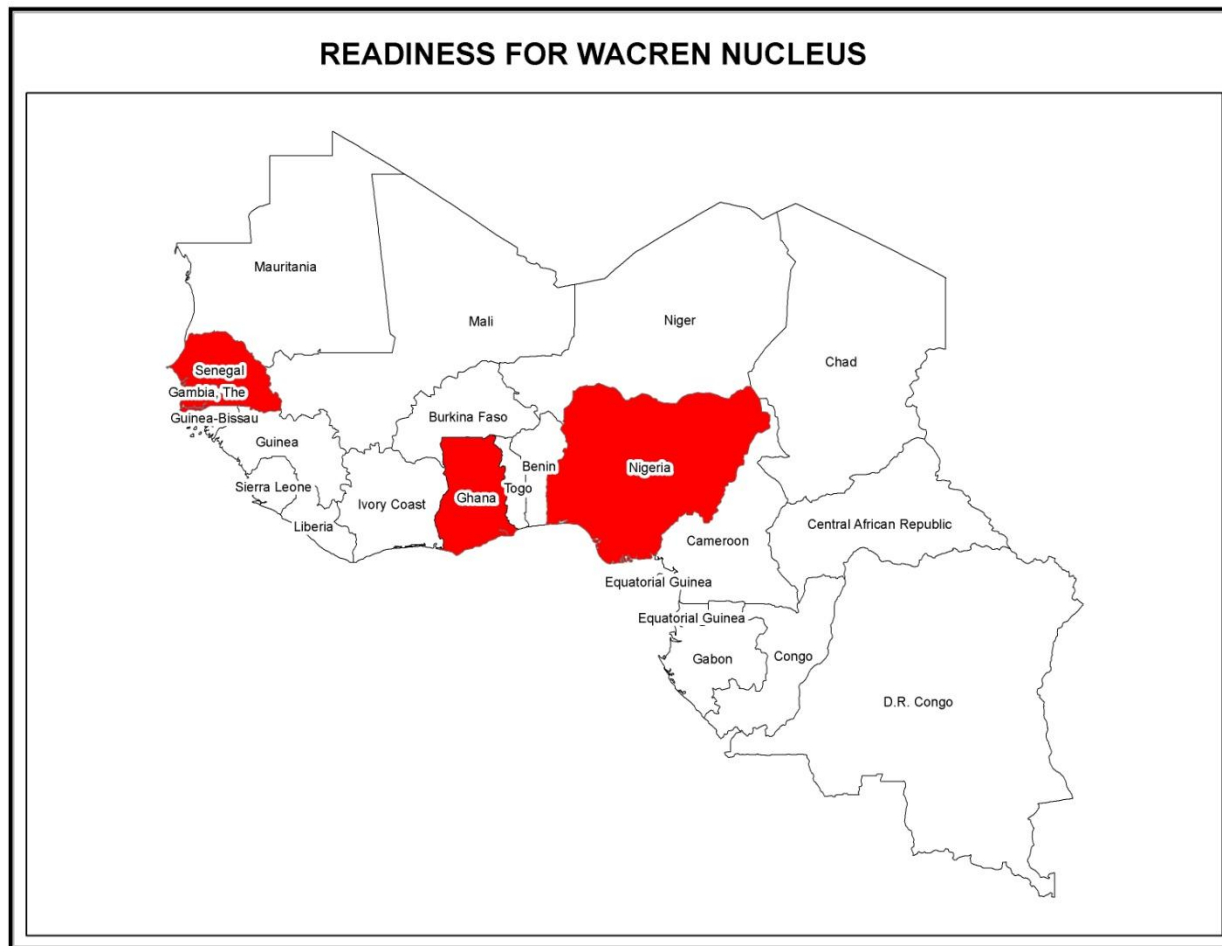 READINESS FOR WACREN NUCLEUS
Mauritania
Mali
Niger
Chad
Senegal
Gambia, The
Guinea-Bissau
Burkina Faso
Guinea
Benin
Nigeria
Sierra Leone
Ivory Coast
Ghana
Togo
Liberia
Central African Republic
Cameroon
Equatorial Guinea
Equatorial Guinea
Gabon
Congo
D.R. Congo